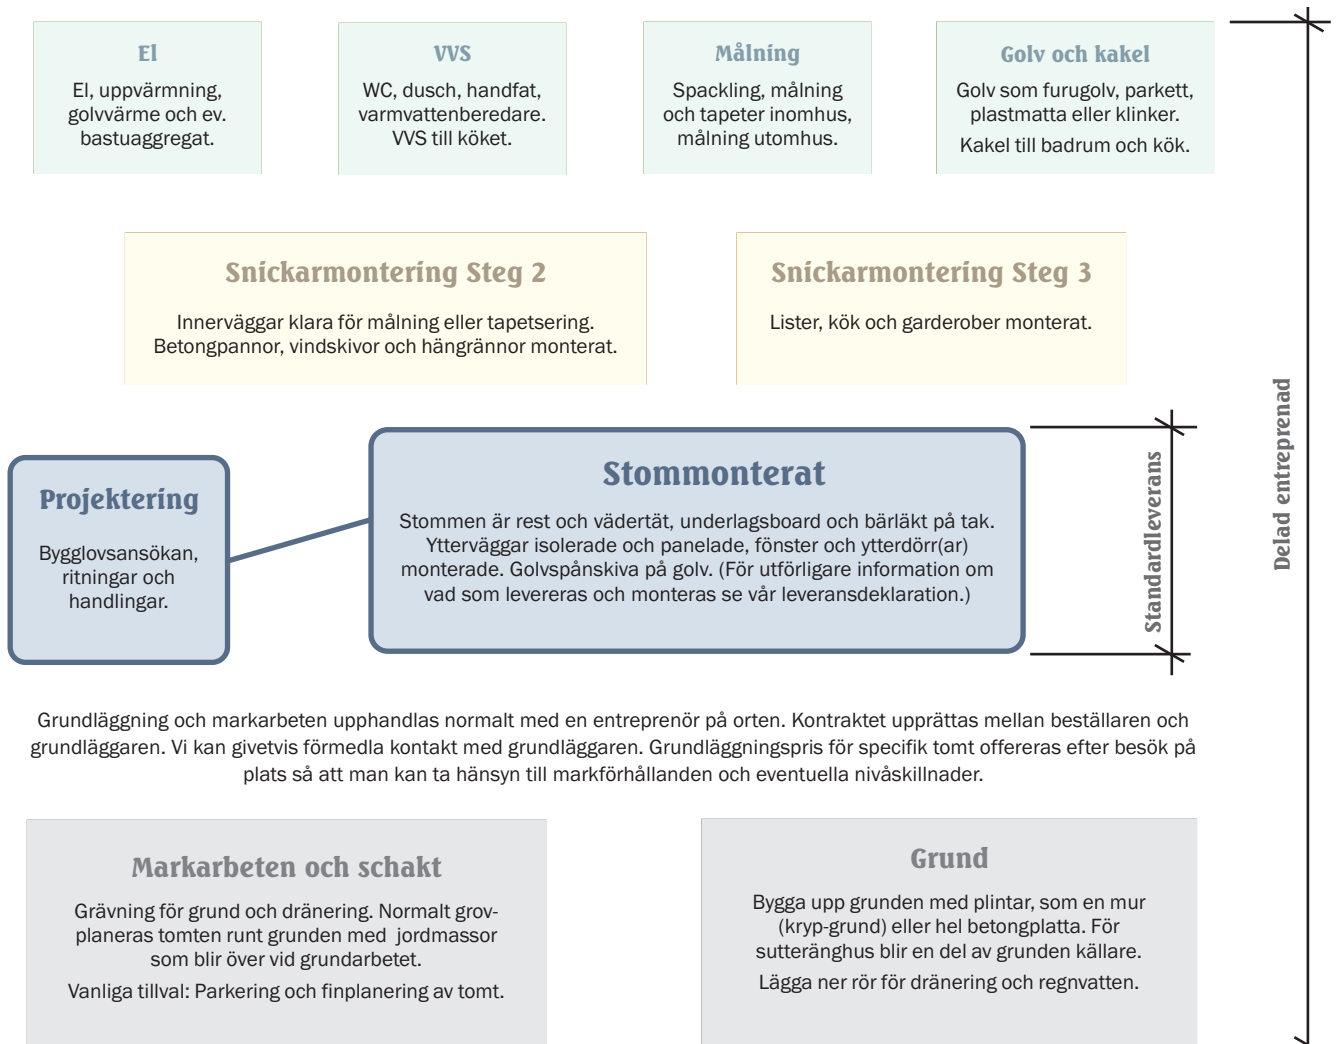 El
El, uppvärmning,
golvvärme och ev.
bastuaggregat.
VVS
WC, dusch, handfat,
varmvattenberedare.
VVS till köket.
Målning
Spackling, målning
och tapeter inomhus,
målning utomhus.
Golv och kakel
Golv som furugolv, parkett,
plastmatta eller klinker.
Kakel till badrum och kök.
Snickarmontering Steg 2
Innerväggar klara för målning eller tapetsering.
Betongpannor, vindskivor och hängrännor monterat.
Snickarmontering Steg 3
Lister, kök och garderober monterat.
Delad entreprenad
Projektering
Bygglovsansökan,
ritningar och
handlingar.
Stommonterat
Stommen är rest och vädertät, underlagsboard och bärläkt på tak.
Ytterväggar isolerade och panelade, fönster och ytterdörr(ar)
monterade. Golvspånskiva på golv. (För utförligare information om
vad som levereras och monteras se vår leveransdeklaration.)
Standardleverans
Grundläggning och markarbeten upphandlas normalt med en entreprenör på orten. Kontraktet upprättas mellan beställaren och
grundläggaren. Vi kan givetvis förmedla kontakt med grundläggaren. Grundläggningspris för specifik tomt offereras efter besök på
plats så att man kan ta hänsyn till markförhållanden och eventuella nivåskillnader.
Markarbeten och schakt
Grävning för grund och dränering. Normalt grov-
planeras tomten runt grunden med jordmassor
som blir över vid grundarbetet.
Vanliga tillval: Parkering och finplanering av tomt.
Grund
Bygga upp grunden med plintar, som en mur
(kryp-grund) eller hel betongplatta. För
sutteränghus blir en del av grunden källare.
Lägga ner rör för dränering och regnvatten.